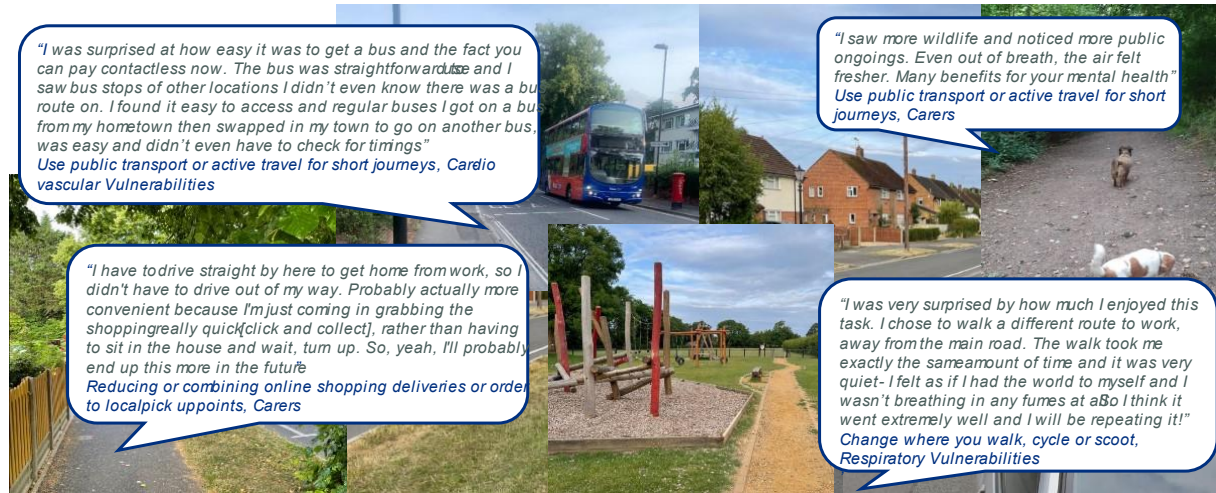 “I was surprised at how easy it was to get a bus and the fact you
can pay contactless now. The bus was straightforward to use and I
saw bus stops of other locations I didn’t even know there was a bus
route on. I found it easy to access and regular buses I got on a bus
from my hometown then swapped in my town to go on another bus,
was easy and didn’t even have to check for timings”
Use public transport or active travel for short journeys, Cardio
vascular Vulnerabilities
“I saw more wildlife and noticed more public
ongoings. Even out of breath, the air felt
fresher. Many benefits for your mental health”
Use public transport or active travel for short
journeys, Carers
“I have to drive straight by here to get home from work, so I
didn't have to drive out of my way. Probably actually more
convenient because I'm just coming in grabbing the
shopping really quick [click and collect], rather than having
to sit in the house and wait, turn up. So, yeah, I'll probably
end up this more in the future”
Reducing or combining online shopping deliveries or order
to local pick up points, Carers
“I was very surprised by how much I enjoyed this
task. I chose to walk a different route to work,
away from the main road. The walk took me
exactly the same amount of time and it was very
quiet- I felt as if I had the world to myself and I
wasn’t breathing in any fumes at all. So I think it
went extremely well and I will be repeating it!”
Change where you walk, cycle or scoot,
Respiratory Vulnerabilities